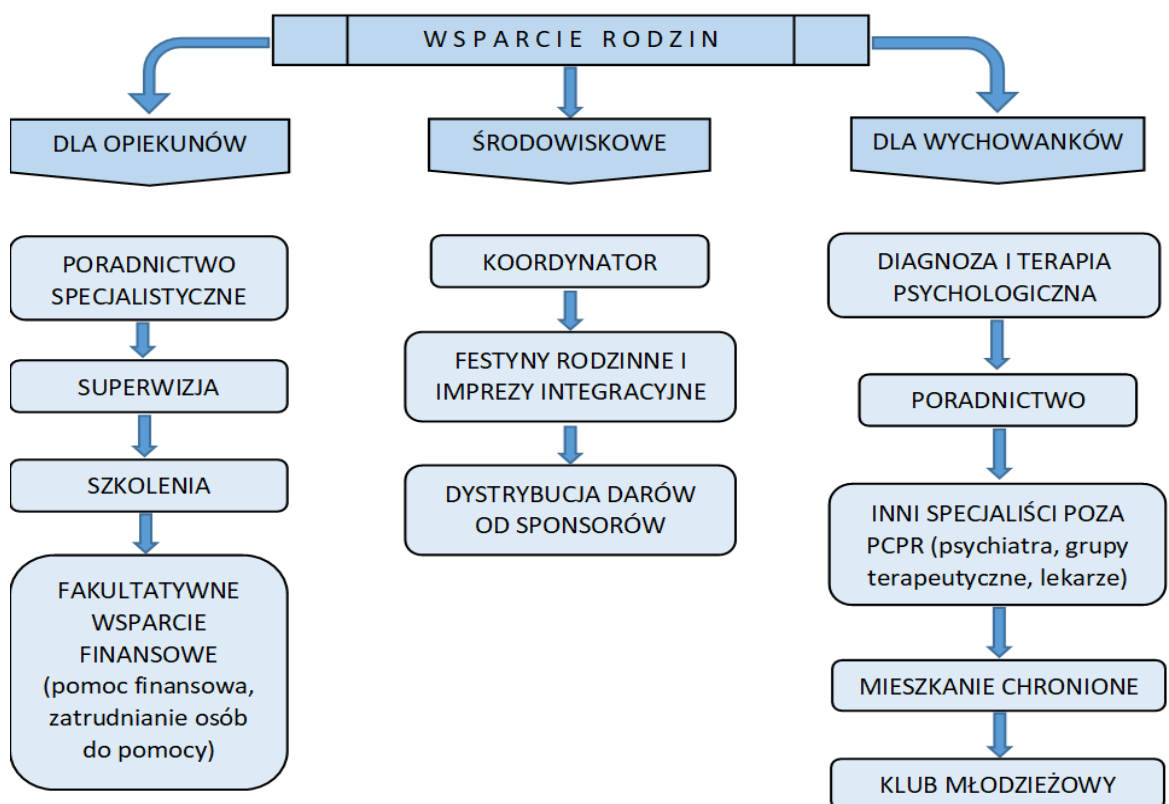 WSPARCIE RODZIN
DLA OPIEKUNÓW
PORADNICTWO
SPECJALISTYCZNE
SUPERWIZJA
SZKOLENIA
FAKULTATYWNE
WSPARCIE
FINANSOWE
(pomoc finansowa,
zatrudnianie osób
do pomocy)
ŚRODOWISKOWE
KOORDYNATOR
FESTYNY RODZINNE I
IMPREZY INTEGRACYJNE
DYSTRYBUCJA DARÓW
OD SPONSORÓW
DLA WYCHOWANKÓW
DIAGNOZA I TERAPIA
PSYCHOLOGICZNA
PORADNICTWO
INNI SPECJALIŚCI POZA
PCPR (psychiatra, grupy
terapeutyczne, lekarze)
MIESZKANIE CHRONIONE
KLUB MŁODZIEŻOWY